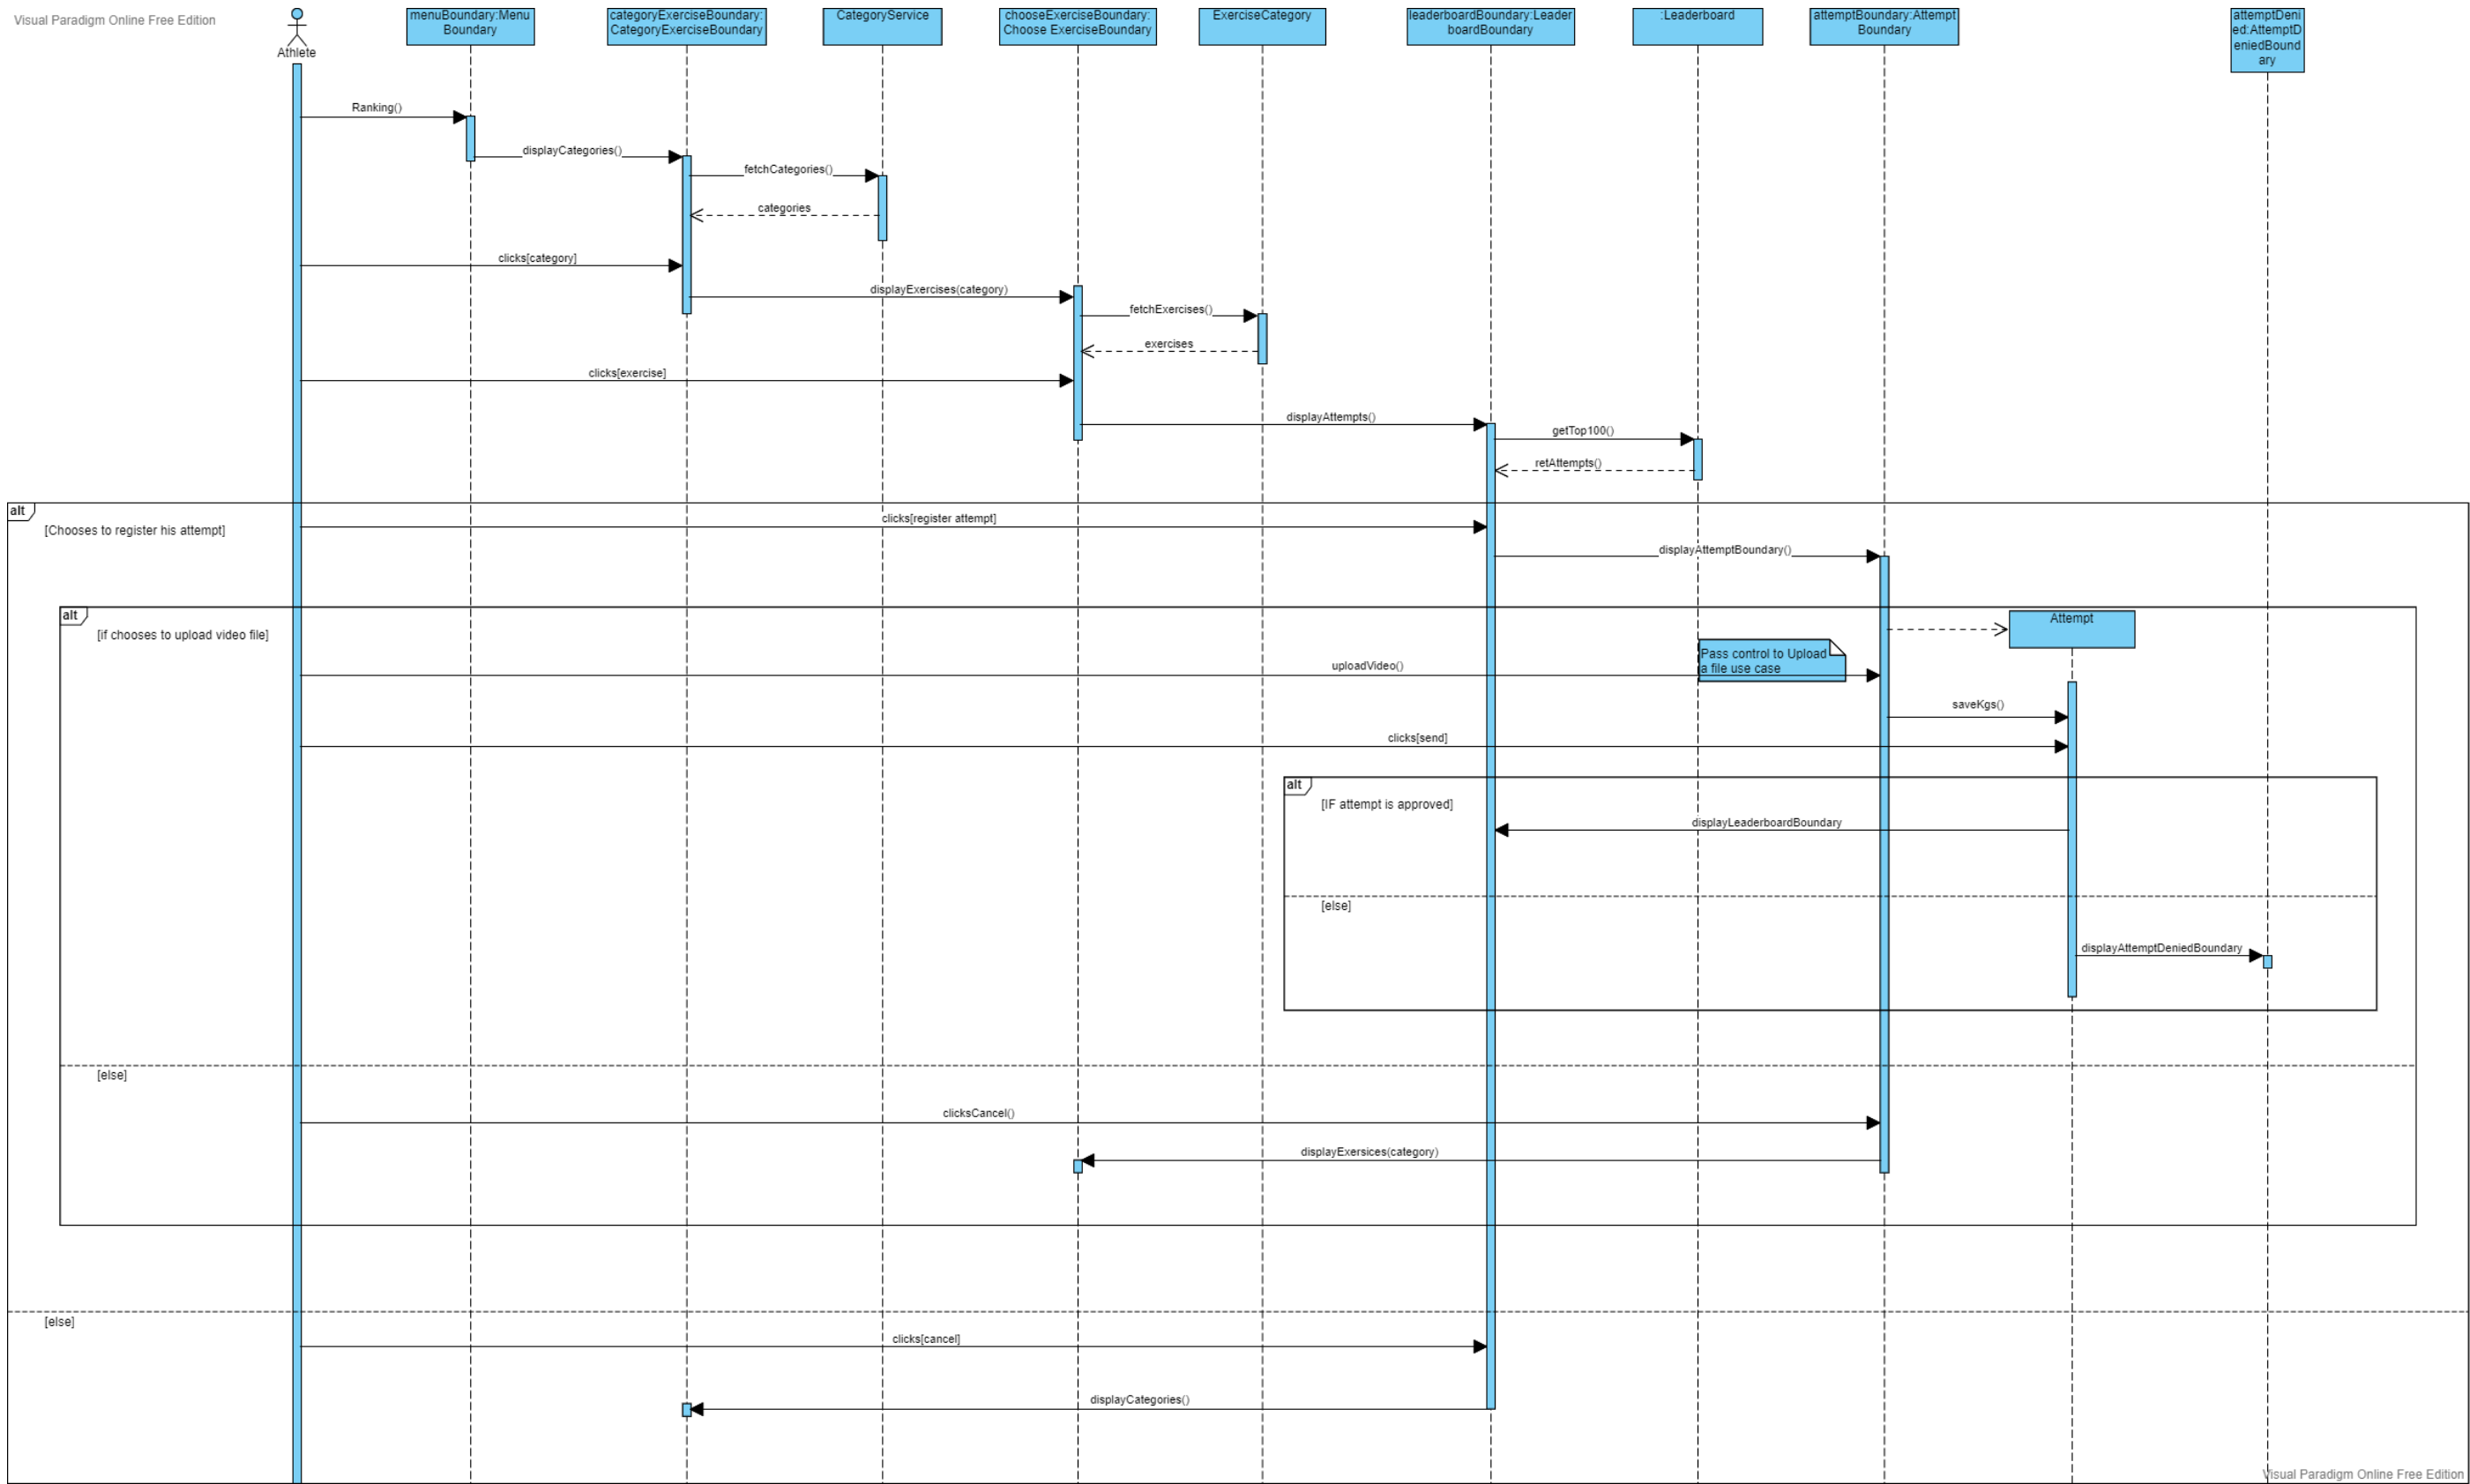 Visual Paradigm Online Free Edition
Athlete
menuBoundary:Menu
Boundary
categoryExerciseBoundary:
CategoryExerciseBoundary
CategoryService
chooseExerciseBoundary:
Choose ExerciseBoundary
ExerciseCategory
leaderboardBoundary:Leader
boardBoundary
:Leaderboard
attemptBoundary:Attempt
Boundary
attemptDeni
ed:AttemptD
eniedBound
ary
Ranking()
displayCategories()
fetchCategories()
categories
clicks[category]
displayExercises(category)
fetchExercises()
exercises
clicks[exercise]
displayAttempts()
getTop100()
retAttempts()
alt
[Chooses to register his attempt]
clicks[register attempt]
displayAttemptBoundary()
alt
[if chooses to upload video file]
Attempt
Pass control to Upload
a file use case
uploadVideo()
saveKgs()
clicks[send]
alt
[IF attempt is approved]
displayLeaderboardBoundary
[else]
displayAttemptDeniedBoundary
[else]
clicksCancel()
displayExersices(category)
[else]
clicks[cancel]
displayCategories()
Visual Paradigm Online Free Edition